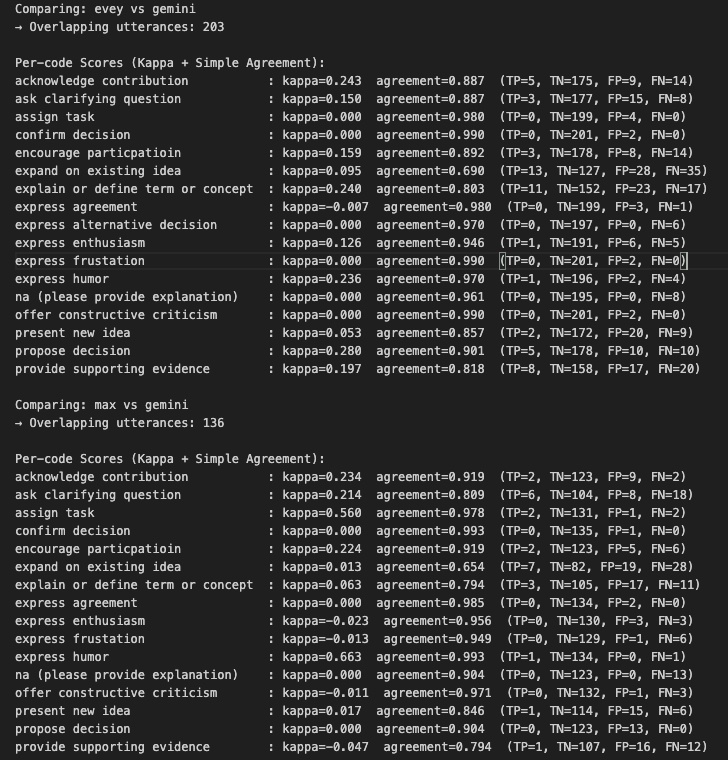 Comparing: evey vs gemini
→ Overlapping utterances: 203
Per-code Scores (Kappa + Simple Agreement):
acknowledge contribution : kappa=0.243 agreement=0.887 (TP=5, TN=175, FP=9, FN=14)
ask clarifying question : kappa=0.150 agreement=0.887 (TP=3, TN=177, FP=15, FN=8)
assign task : kappa=0.000 agreement=0.980 (TP=0, TN=199, FP=4, FN=0)
confirm decision : kappa=0.000 agreement=0.990 (TP=0, TN=201, FP=2, FN=0)
encourage particpatioin : kappa=0.159 agreement=0.892 (TP=3, TN=178, FP=8, FN=14)
expand on existing idea : kappa=0.095 agreement=0.690 (TP=13, TN=127, FP=28, FN=35)
explain or define term or concept : kappa=0.240 agreement=0.803 (TP=11, TN=152, FP=23, FN=17)
express agreement : kappa=-0.007 agreement=0.980 (TP=0, TN=199, FP=3, FN=1)
express alternative decision : kappa=0.000 agreement=0.970 (TP=0, TN=197, FP=0, FN=6)
express enthusiasm : kappa=0.126 agreement=0.946 (TP=1, TN=191, FP=6, FN=5)
express frustation : kappa=0.000 agreement=0.990 (TP=0, TN=201, FP=2, FN=0)
express humor : kappa=0.236 agreement=0.970 (TP=1, TN=196, FP=2, FN=4)
na (please provide explanation) : kappa=0.000 agreement=0.961 (TP=0, TN=195, FP=0, FN=8)
offer constructive criticism : kappa=0.000 agreement=0.990 (TP=0, TN=201, FP=2, FN=0)
present new idea : kappa=0.053 agreement=0.857 (TP=2, TN=172, FP=20, FN=9)
propose decision : kappa=0.280 agreement=0.901 (TP=5, TN=178, FP=10, FN=10)
provide supporting evidence : kappa=0.197 agreement=0.818 (TP=8, TN=158, FP=17, FN=20)
Comparing: max vs gemini
→ Overlapping utterances: 136
Per-code Scores (Kappa + Simple Agreement):
acknowledge contribution : kappa=0.234 agreement=0.919 (TP=2, TN=123, FP=9, FN=2)
ask clarifying question : kappa=0.214 agreement=0.809 (TP=6, TN=104, FP=8, FN=18)
assign task : kappa=0.560 agreement=0.978 (TP=2, TN=131, FP=1, FN=2)
confirm decision : kappa=0.000 agreement=0.993 (TP=0, TN=135, FP=1, FN=0)
encourage particpatioin : kappa=0.224 agreement=0.919 (TP=2, TN=123, FP=5, FN=6)
expand on existing idea : kappa=0.013 agreement=0.654 (TP=7, TN=82, FP=19, FN=28)
explain or define term or concept : kappa=0.063 agreement=0.794 (TP=3, TN=105, FP=17, FN=11)
express agreement : kappa=0.000 agreement=0.985 (TP=0, TN=134, FP=2, FN=0)
express enthusiasm : kappa=-0.023 agreement=0.956 (TP=0, TN=130, FP=3, FN=3)
express frustation : kappa=-0.013 agreement=0.949 (TP=0, TN=129, FP=1, FN=6)
express humor : kappa=0.663 agreement=0.993 (TP=1, TN=134, FP=0, FN=1)
na (please provide explanation) : kappa=0.000 agreement=0.904 (TP=0, TN=123, FP=0, FN=13)
offer constructive criticism : kappa=-0.011 agreement=0.971 (TP=0, TN=132, FP=1, FN=3)
present new idea : kappa=0.017 agreement=0.846 (TP=1, TN=114, FP=15, FN=6)
propose decision : kappa=0.000 agreement=0.904 (TP=0, TN=123, FP=13, FN=0)
provide supporting evidence : kappa=-0.047 agreement=0.794 (TP=1, TN=107, FP=16, FN=12)